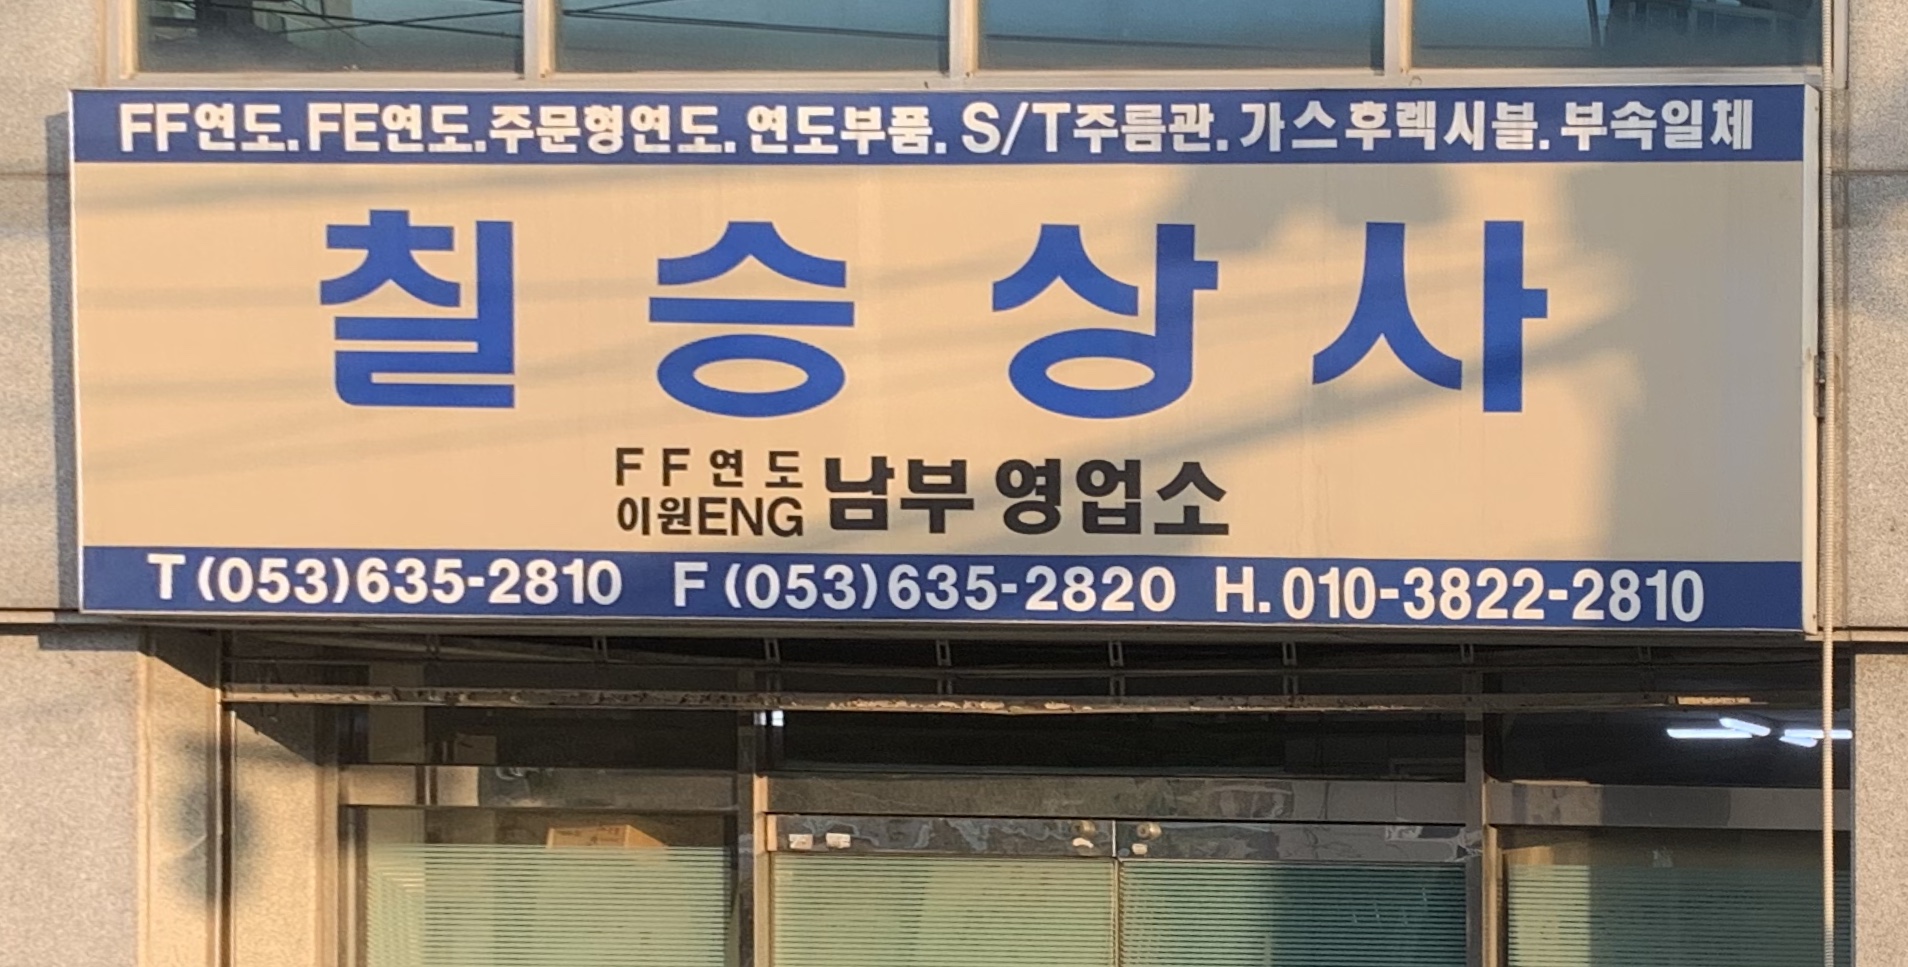 FF연도.FE연도.주문형연도.연도부품. S/T주름관.가스후렉시블.부속일체
칠승상사
FF연도
이원ENG 남부영업소
T(053)635-2810 F(053)635-2820 H.010-3822-2810